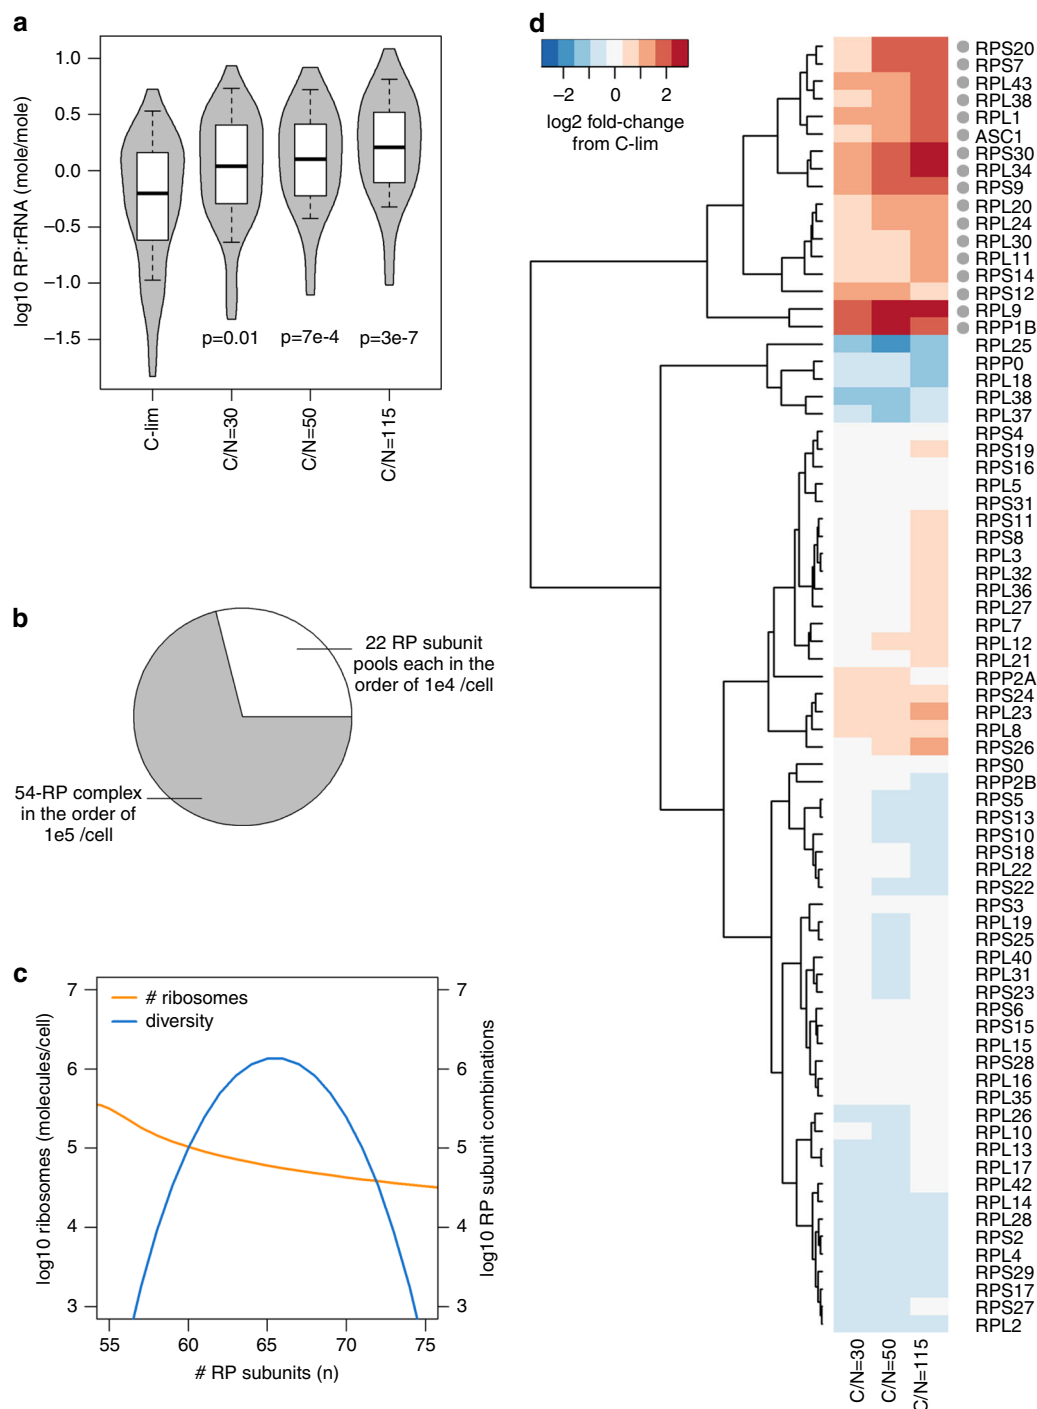 a
log10 RP:rRNA (mole/mole)
1.0
0.5
0.0
−0.5
−1.0
−1.5
p=0.01
p=7e-4
p=3e-7
C-lim
C/N=30
C/N=50
C/N=115
b
22 RP subunit
pools each in the
order of 1e4 /cell
54-RP complex
in the order of
1e5 /cell
c
# ribosomes
diversity
log10 ribosomes (molecules/cell)
7
6
5
4
3
log10 RP subunit combinations
7
6
5
4
3
55
60
65
70
75
# RP subunits (n)
d
−2
0
2
log2 fold-change
from C-lim
RPS20
RPS7
RPL43
RPL38
RPL1
ASC1
RPS30
RPL34
RPS9
RPL20
RPL24
RPL30
RPL11
RPS14
RPS12
RPL9
RPP1B
RPL25
RPP0
RPL18
RPL38
RPL37
RPS4
RPS19
RPS16
RPL5
RPS31
RPS11
RPS8
RPL3
RPL32
RPL36
RPL27
RPL7
RPL12
RPL21
RPP2A
RPS24
RPL23
RPL8
RPS26
RPS0
RPP2B
RPS5
RPS13
RPS10
RPS18
RPL22
RPS22
RPS3
RPL19
RPS25
RPL40
RPL31
RPS23
RPS6
RPS15
RPL15
RPS28
RPL16
RPL35
RPL26
RPL10
RPL13
RPL17
RPL42
RPL14
RPL28
RPS2
RPL4
RPS29
RPS17
RPS27
RPL2
C/N=30
C/N=50
C/N=115